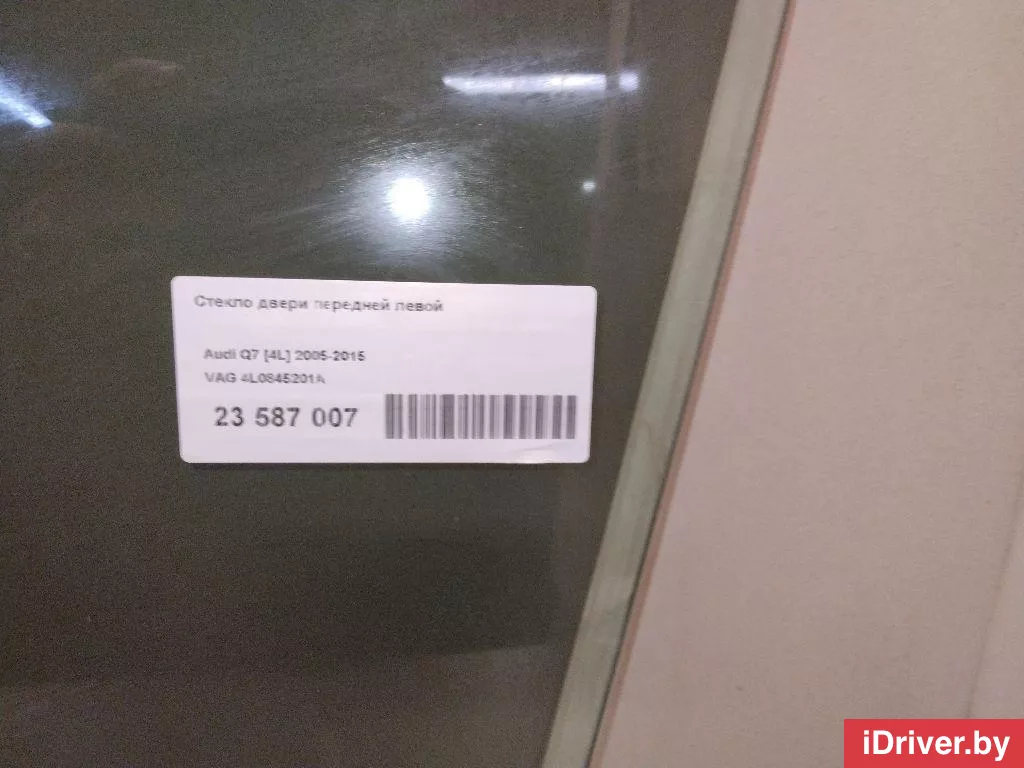 Стекло двери передней левой
Audi Q7 [4L] 2005-2015
VAG 4L0845201A
23 587 007
iDriver.by